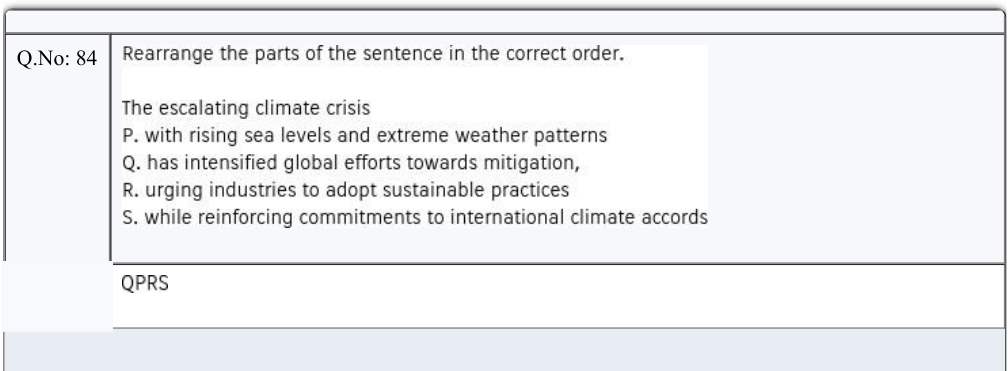 Q.No: 84
Rearrange the parts of the sentence in the correct order.
The escalating climate crisis
P. with rising sea levels and extreme weather patterns
Q. has intensified global efforts towards mitigation,
R. urging industries to adopt sustainable practices
S. while reinforcing commitments to international climate accords
QPRS